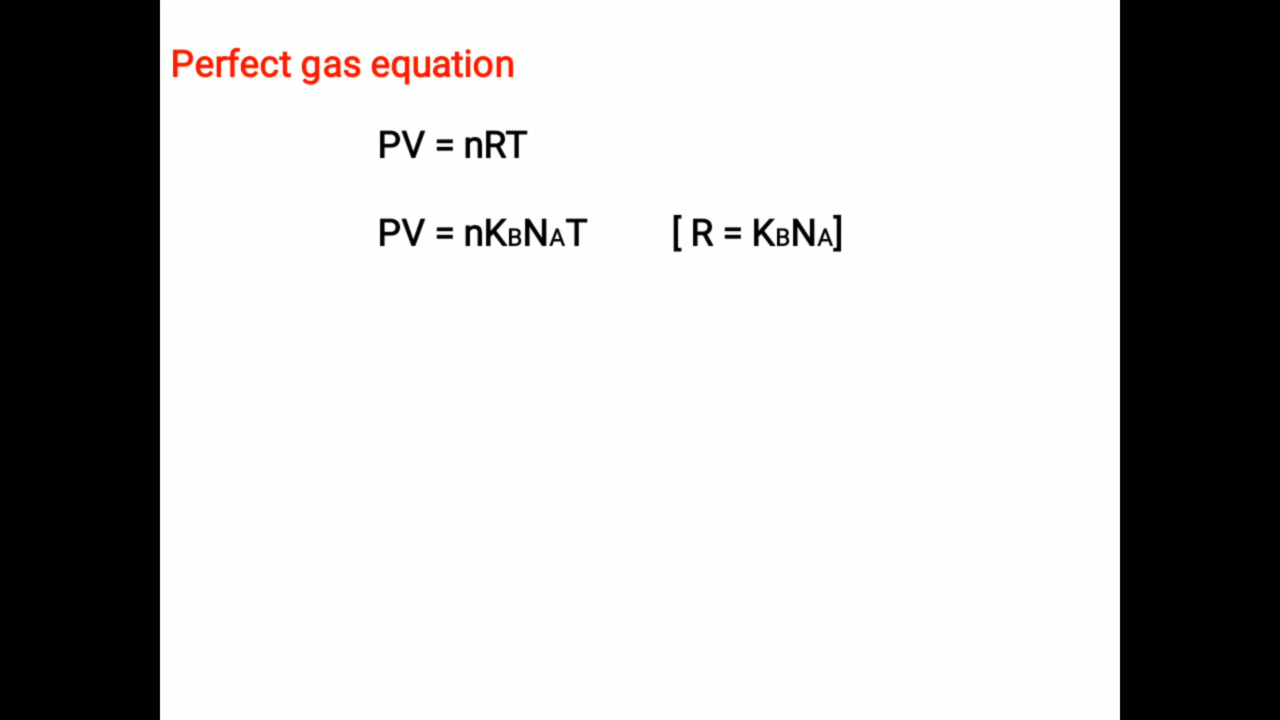 Perfect gas equation
PV = nRT
PV = nKBNAT [ R = KBNA]